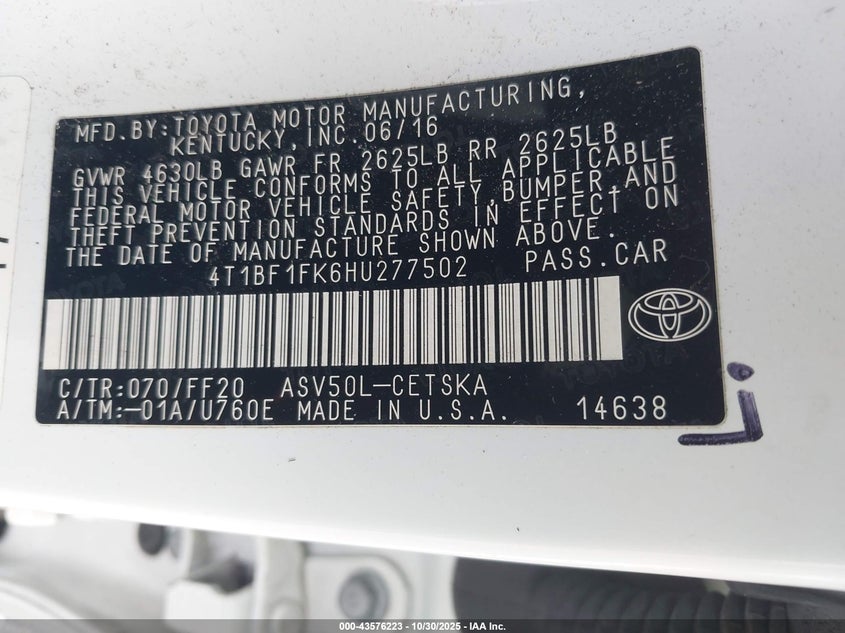 MFD.BY:TOYOTA MOTOR MANUFACTURING,
KENTUCKY,INC.06/16
GVWR 4630LB GAWR FR 2625LB RR 2625LB
THIS VEHICLE CONFORMS TO ALL APPLICABLE
FEDERAL MOTOR VEHICLE SAFETY,BUMPER,AND
THEFT PREVENTION STANDARDS IN EFFECT ON
THE DATE OF MANUFACTURE SHOWN ABOVE.
4T1BF1FK6HU277502 PASS.CAR
C/TR:070/FF20 ASV50L-CETSKA
A/TM:-01A/U760E MADE IN U.S.A. 14638
000-43576223 - 10/30/2025 - IAA Inc.